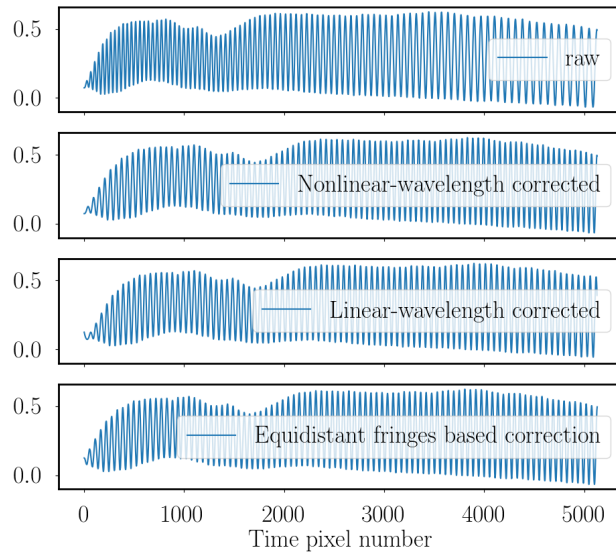 0.5
raw
0.0
0.5
Nonlinear-wavelength corrected
0.0
0.5
Linear-wavelength corrected
0.0
0.5
Equidistant fringes based correction
0.0
0 1000 2000 3000 4000 5000
Time pixel number